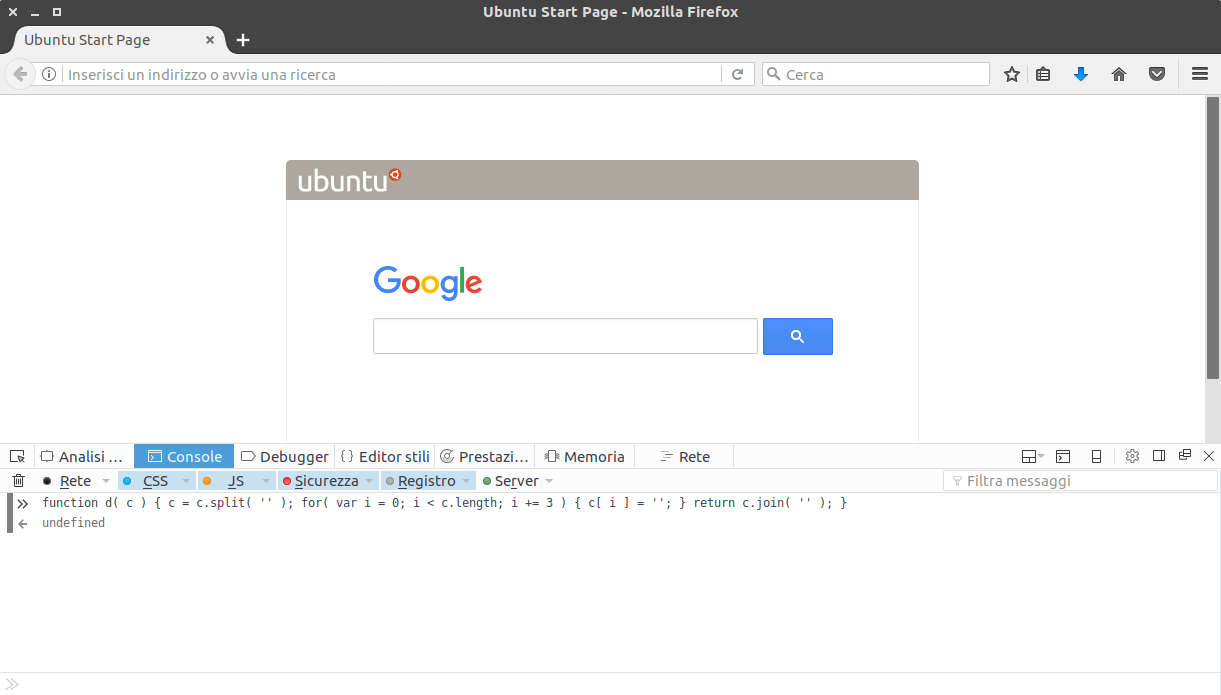 Ubuntu Start Page - Mozilla Firefox
Ubuntu Start Page
Inserisci un indirizzo o avvia una ricerca
Cerca
ubuntu
Google
Analisi ... Console Debugger Editor stili Prestazi... Memoria Rete
Rete CSS JS Sicurezza Registro Server Filtra messaggi
function d( c ) { c = c.split( '' ); for( var i = 0; i < c.length; i += 3 ) { c[ i ] = ''; } return c.join( '' ); }
undefined